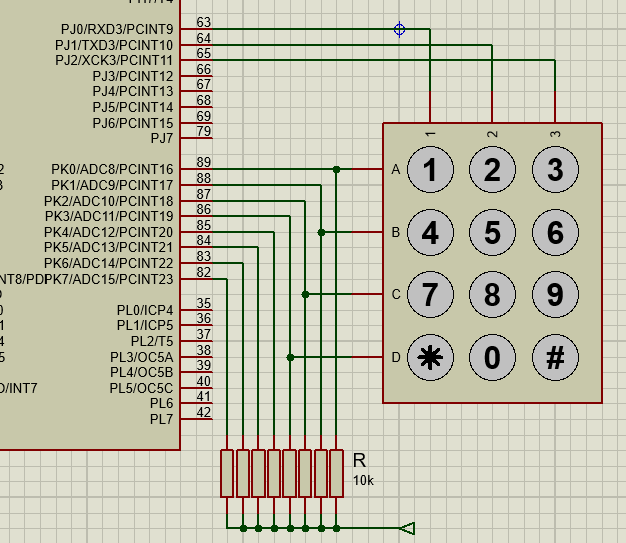 PJ0/RXD3/PCINT9 63
PJ1/TXD3/PCINT10 64
PJ2/XCK3/PCINT11 65
PJ3/PCINT12 66
PJ4/PCINT13 67
PJ5/PCINT14 68
PJ6/PCINT15 69
PJ7 79
1 2 3
PK0/ADC8/PCINT16 89
PK1/ADC9/PCINT17 88
PK2/ADC10/PCINT18 87
PK3/ADC11/PCINT19 86
PK4/ADC12/PCINT20 85
PK5/ADC13/PCINT21 84
PK6/ADC14/PCINT22 83
PK7/ADC15/PCINT23 82
A 1 2 3
B 4 5 6
C 7 8 9
D * 0 #
PL0/ICP4 35
PL1/ICP5 36
PL2/T5 37
PL3/OC5A 38
PL4/OC5B 39
PL5/OC5C 40
PL6 41
PL7 42
R
10k